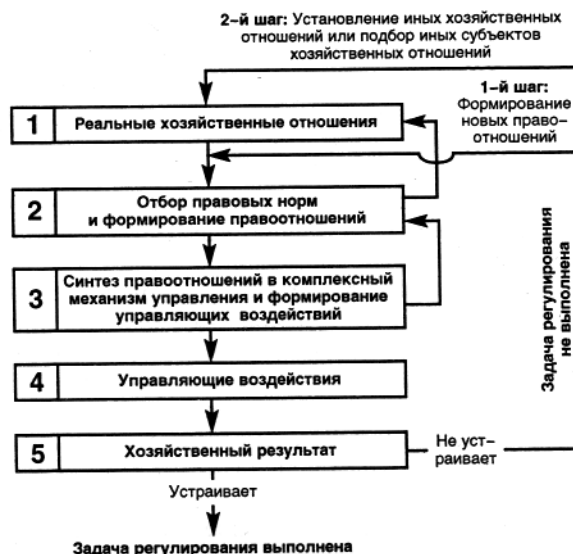 2-й шаг: Установление иных хозяйственных
отношений или подбор иных субъектов
хозяйственных отношений
1-й шаг:
Формирование
новых право-
отношений
1
Реальные хозяйственные отношения
2
Отбор правовых норм
и формирование правоотношений
3
Синтез правоотношений в комплексный
механизм управления и формирование
управляющих воздействий
4
Управляющие воздействия
5
Хозяйственный результат
Не уст-
раивает
Задача регулирования
не выполнена
Устраивает
Задача регулирования выполнена